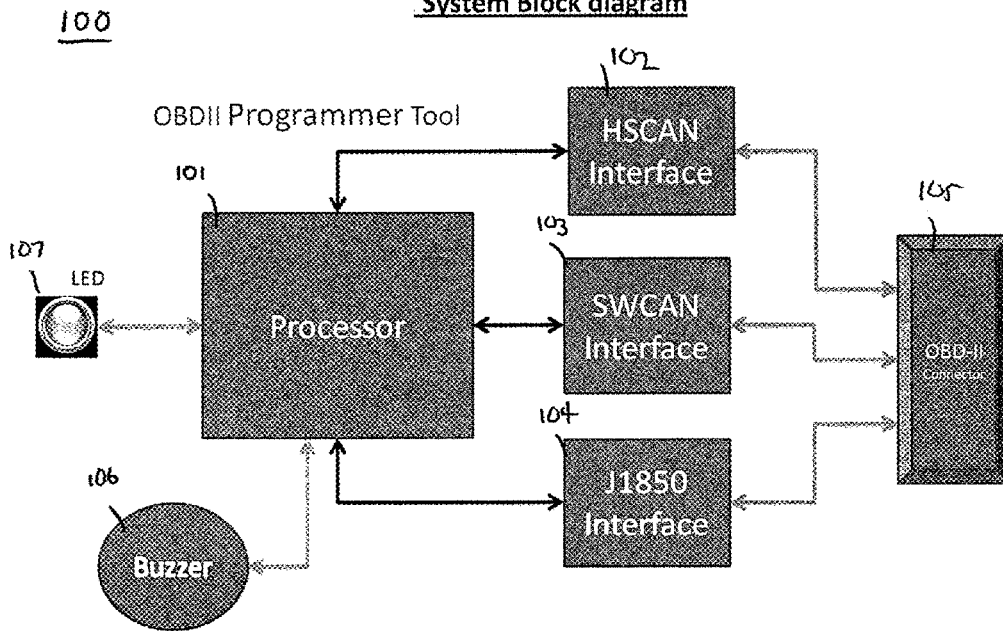 System Block diagram
100
OBDII Programmer Tool
102
HSCAN
Interface
101
Processor
107
LED
103
SWCAN
Interface
105
OBD-II
Connector
104
J1850
Interface
106
Buzzer